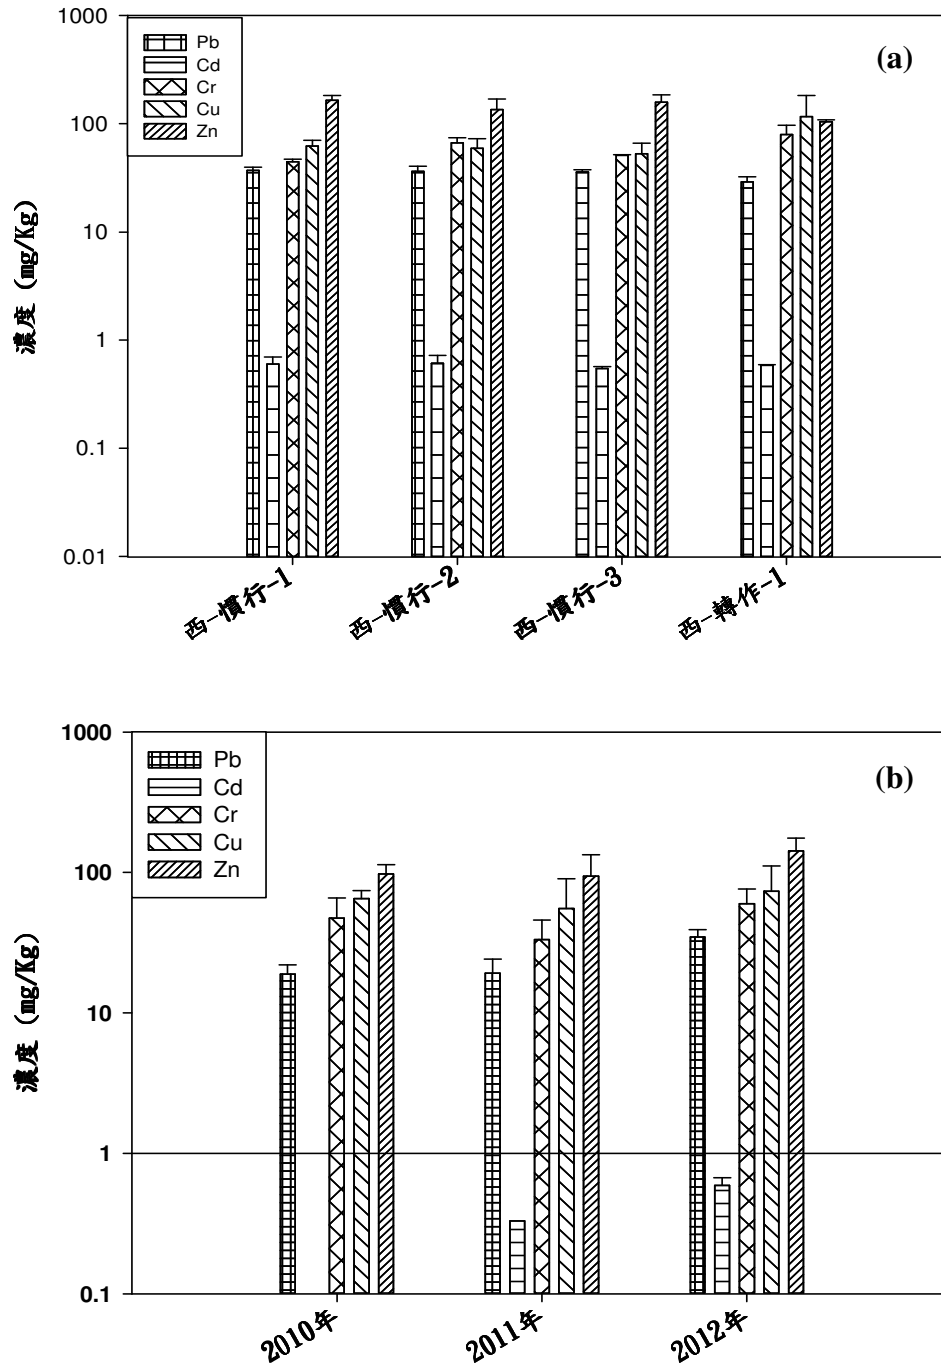 1000
100
10
1
0.1
0.01
濃度 (mg/Kg)
Pb
Cd
Cr
Cu
Zn
(a)
西-慣行-1
西-慣行-2
西-慣行-3
西-轉作-1
1000
100
10
1
0.1
濃度 (mg/Kg)
Pb
Cd
Cr
Cu
Zn
(b)
2010年
2011年
2012年